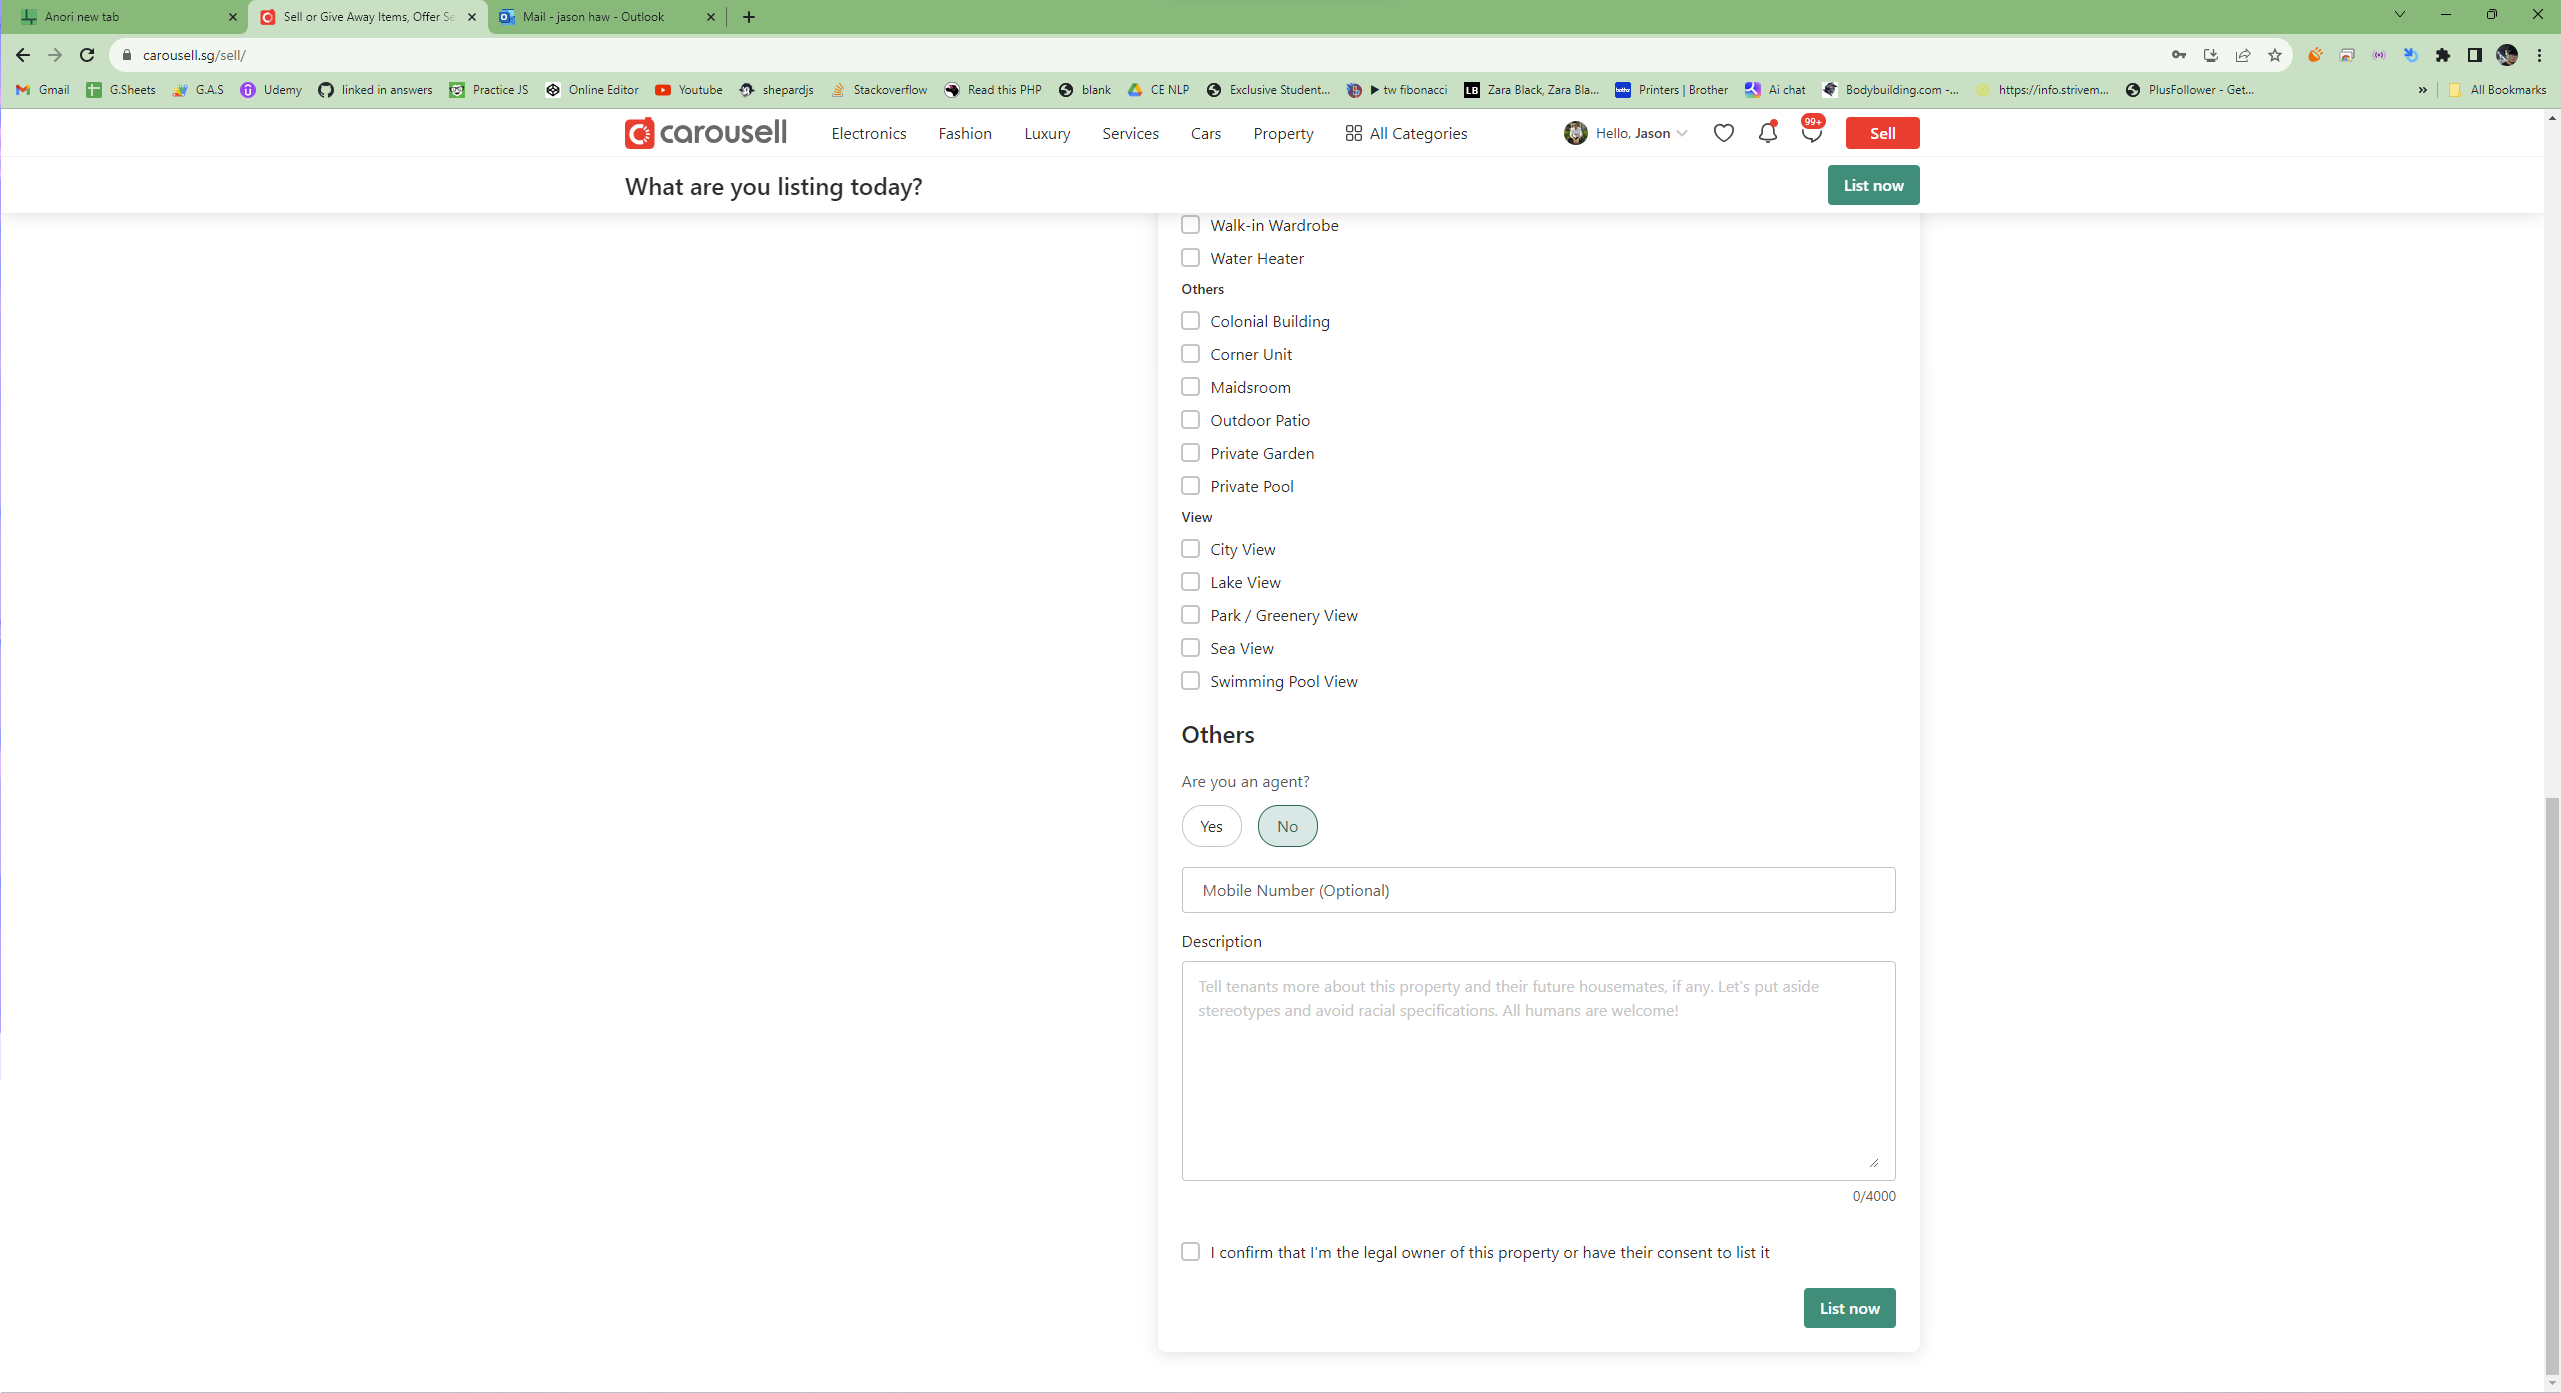 Anori new tab
Sell or Give Away Items, Offer Se
Mail - jason haw - Outlook
carousell.sg/sell/
Gmail
G.Sheets
G.A.S
Udemy
linked in answers
Practice JS
Online Editor
Youtube
shepardjs
Stackoverflow
Read this PHP
blank
CE NLP
Exclusive Student...
▶ tw fibonacci
LB
Zara Black, Zara Bla...
Printers | Brother
Ai chat
Bodybuilding.com -...
https://info.strivem...
PlusFollower - Get...
»
All Bookmarks
carousell
Electronics
Fashion
Luxury
Services
Cars
Property
All Categories
Hello, Jason
99+
Sell
What are you listing today?
List now
Walk-in Wardrobe
Water Heater
Others
Colonial Building
Corner Unit
Maidsroom
Outdoor Patio
Private Garden
Private Pool
View
City View
Lake View
Park / Greenery View
Sea View
Swimming Pool View
Others
Are you an agent?
Yes
No
Mobile Number (Optional)
Description
Tell tenants more about this property and their future housemates, if any. Let's put aside
stereotypes and avoid racial specifications. All humans are welcome!
0/4000
I confirm that I'm the legal owner of this property or have their consent to list it
List now